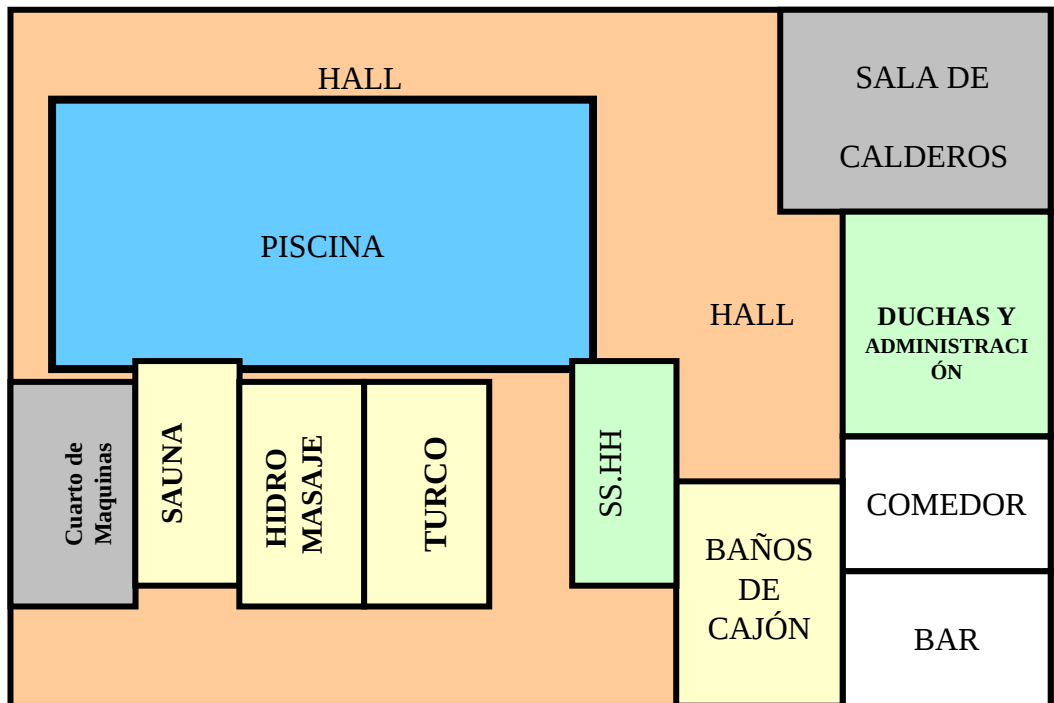 HALL
SALA DE
CALDEROS
PISCINA
HALL
DUCHAS Y
ADMINISTRACI
ÓN
Cuarto de
Maquinas
SAUNA
HIDRO
MASAJE
TURCO
SS.HH
COMEDOR
BAÑOS
DE
CAJÓN
BAR